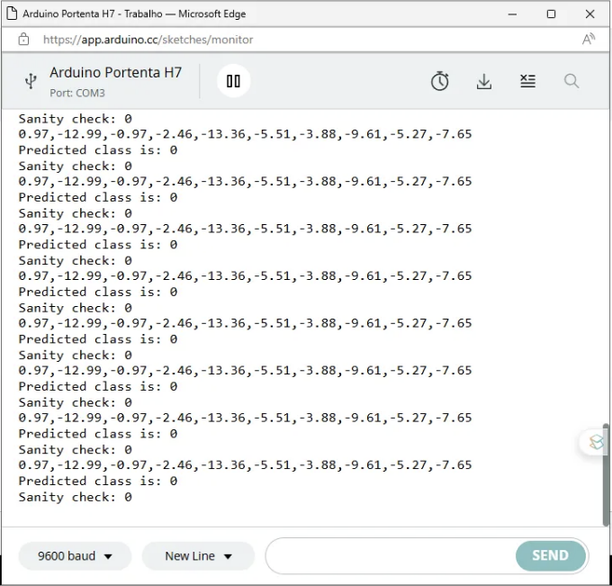 Arduino Portenta H7 - Trabalho — Microsoft Edge
https://app.arduino.cc/sketches/monitor
Arduino Portenta H7
Port: COM3
Sanity check: 0
0.97,-12.99,-0.97,-2.46,-13.36,-5.51,-3.88,-9.61,-5.27,-7.65
Predicted class is: 0
Sanity check: 0
0.97,-12.99,-0.97,-2.46,-13.36,-5.51,-3.88,-9.61,-5.27,-7.65
Predicted class is: 0
Sanity check: 0
0.97,-12.99,-0.97,-2.46,-13.36,-5.51,-3.88,-9.61,-5.27,-7.65
Predicted class is: 0
Sanity check: 0
0.97,-12.99,-0.97,-2.46,-13.36,-5.51,-3.88,-9.61,-5.27,-7.65
Predicted class is: 0
Sanity check: 0
0.97,-12.99,-0.97,-2.46,-13.36,-5.51,-3.88,-9.61,-5.27,-7.65
Predicted class is: 0
Sanity check: 0
0.97,-12.99,-0.97,-2.46,-13.36,-5.51,-3.88,-9.61,-5.27,-7.65
Predicted class is: 0
Sanity check: 0
0.97,-12.99,-0.97,-2.46,-13.36,-5.51,-3.88,-9.61,-5.27,-7.65
Predicted class is: 0
Sanity check: 0
0.97,-12.99,-0.97,-2.46,-13.36,-5.51,-3.88,-9.61,-5.27,-7.65
Predicted class is: 0
Sanity check: 0
9600 baud
New Line
SEND